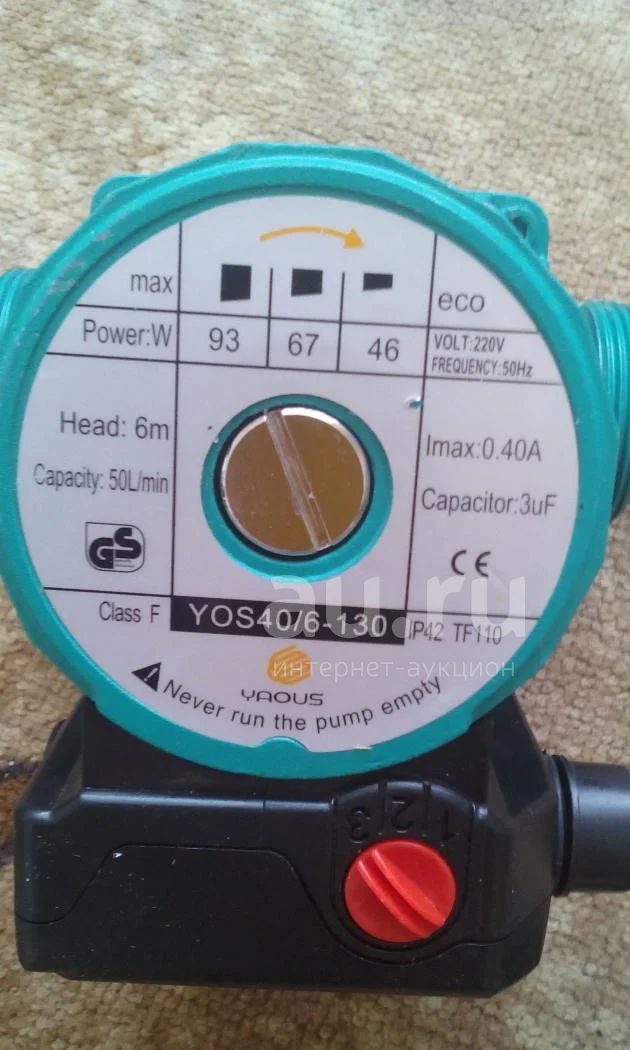 max
eco
Power:W 93 67 46
VOLT:220V
FREQUENCY:50Hz
Head: 6m
Capacity: 50L/min
Imax:0.40A
Capacitor:3uF
GS
CE
Class F
YOS40/6-130
IP42 TF110
YAOUS
Never run the pump empty
3|2|1
au.ru
интернет-аукцион